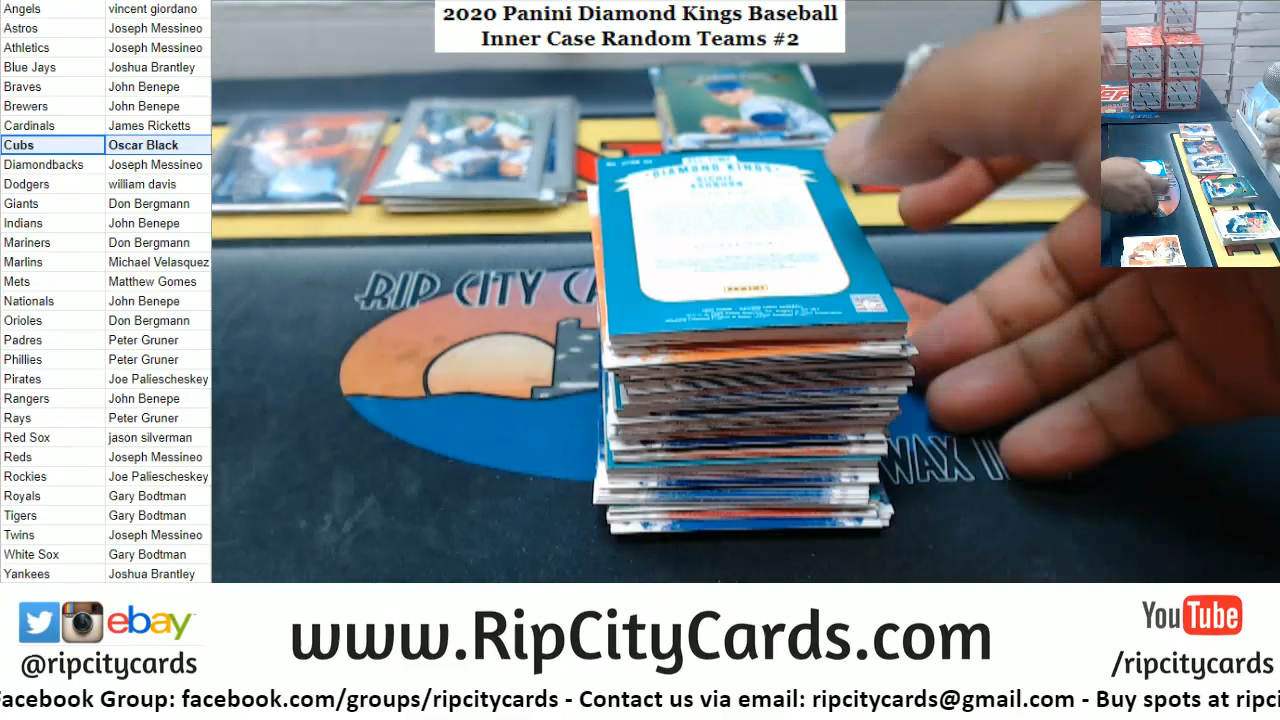 2020 Panini Diamond Kings Baseball
Inner Case Random Teams #2
Angels vincent giordano
Astros Joseph Messineo
Athletics Joseph Messineo
Blue Jays Joshua Brantley
Braves John Benepe
Brewers John Benepe
Cardinals James Ricketts
Cubs Oscar Black
Diamondbacks Joseph Messineo
Dodgers william davis
Giants Don Bergmann
Indians John Benepe
Mariners Don Bergmann
Marlins Michael Velasquez
Mets Matthew Gomes
Nationals John Benepe
Orioles Don Bergmann
Padres Peter Gruner
Phillies Peter Gruner
Pirates Joe Paliescheskey
Rangers John Benepe
Rays Peter Gruner
Red Sox jason silverman
Reds Joseph Messineo
Rockies Joe Paliescheskey
Royals Gary Bodtman
Tigers Gary Bodtman
Twins Joseph Messineo
White Sox Gary Bodtman
Yankees Joshua Brantley
DIAMOND KINGS
RICHIE
ASHBURN
PANINI
RIP CITY CA
WAX
ebay
@ripcitycards
www.RipCityCards.com
YouTube
/ripcitycards
Facebook Group: facebook.com/groups/ripcitycards - Contact us via email: ripcitycards@gmail.com - Buy spots at ripci